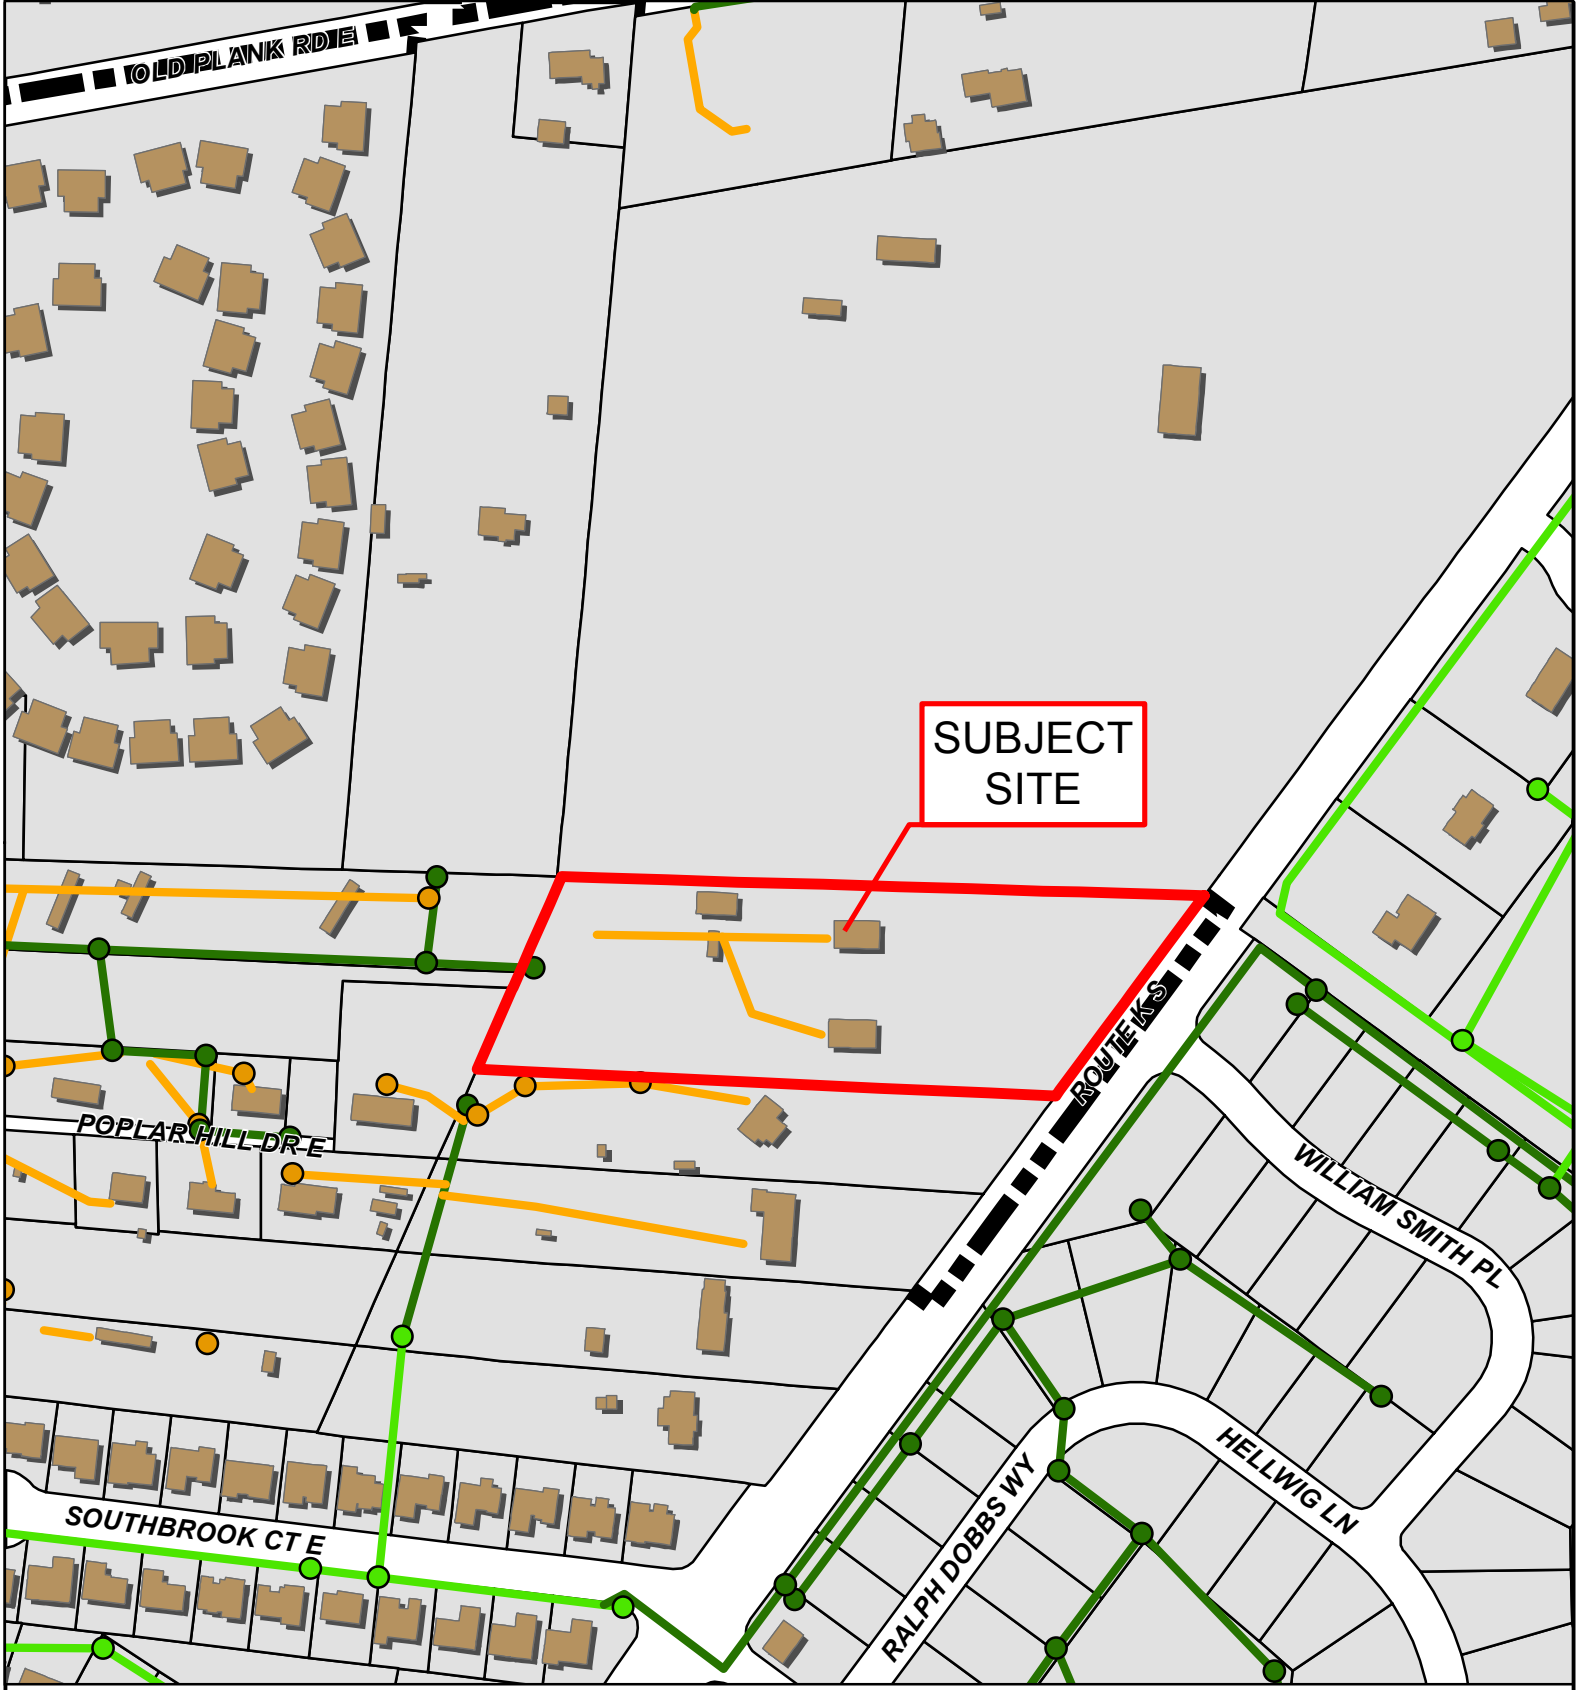 OLD PLANK RD E
SUBJECT
SITE
ROUTE K S
POPLAR HILL DR E
WILLIAM SMITH PL
HELLWIG LN
RALPH DOBBS WY
SOUTHBROOK CT E